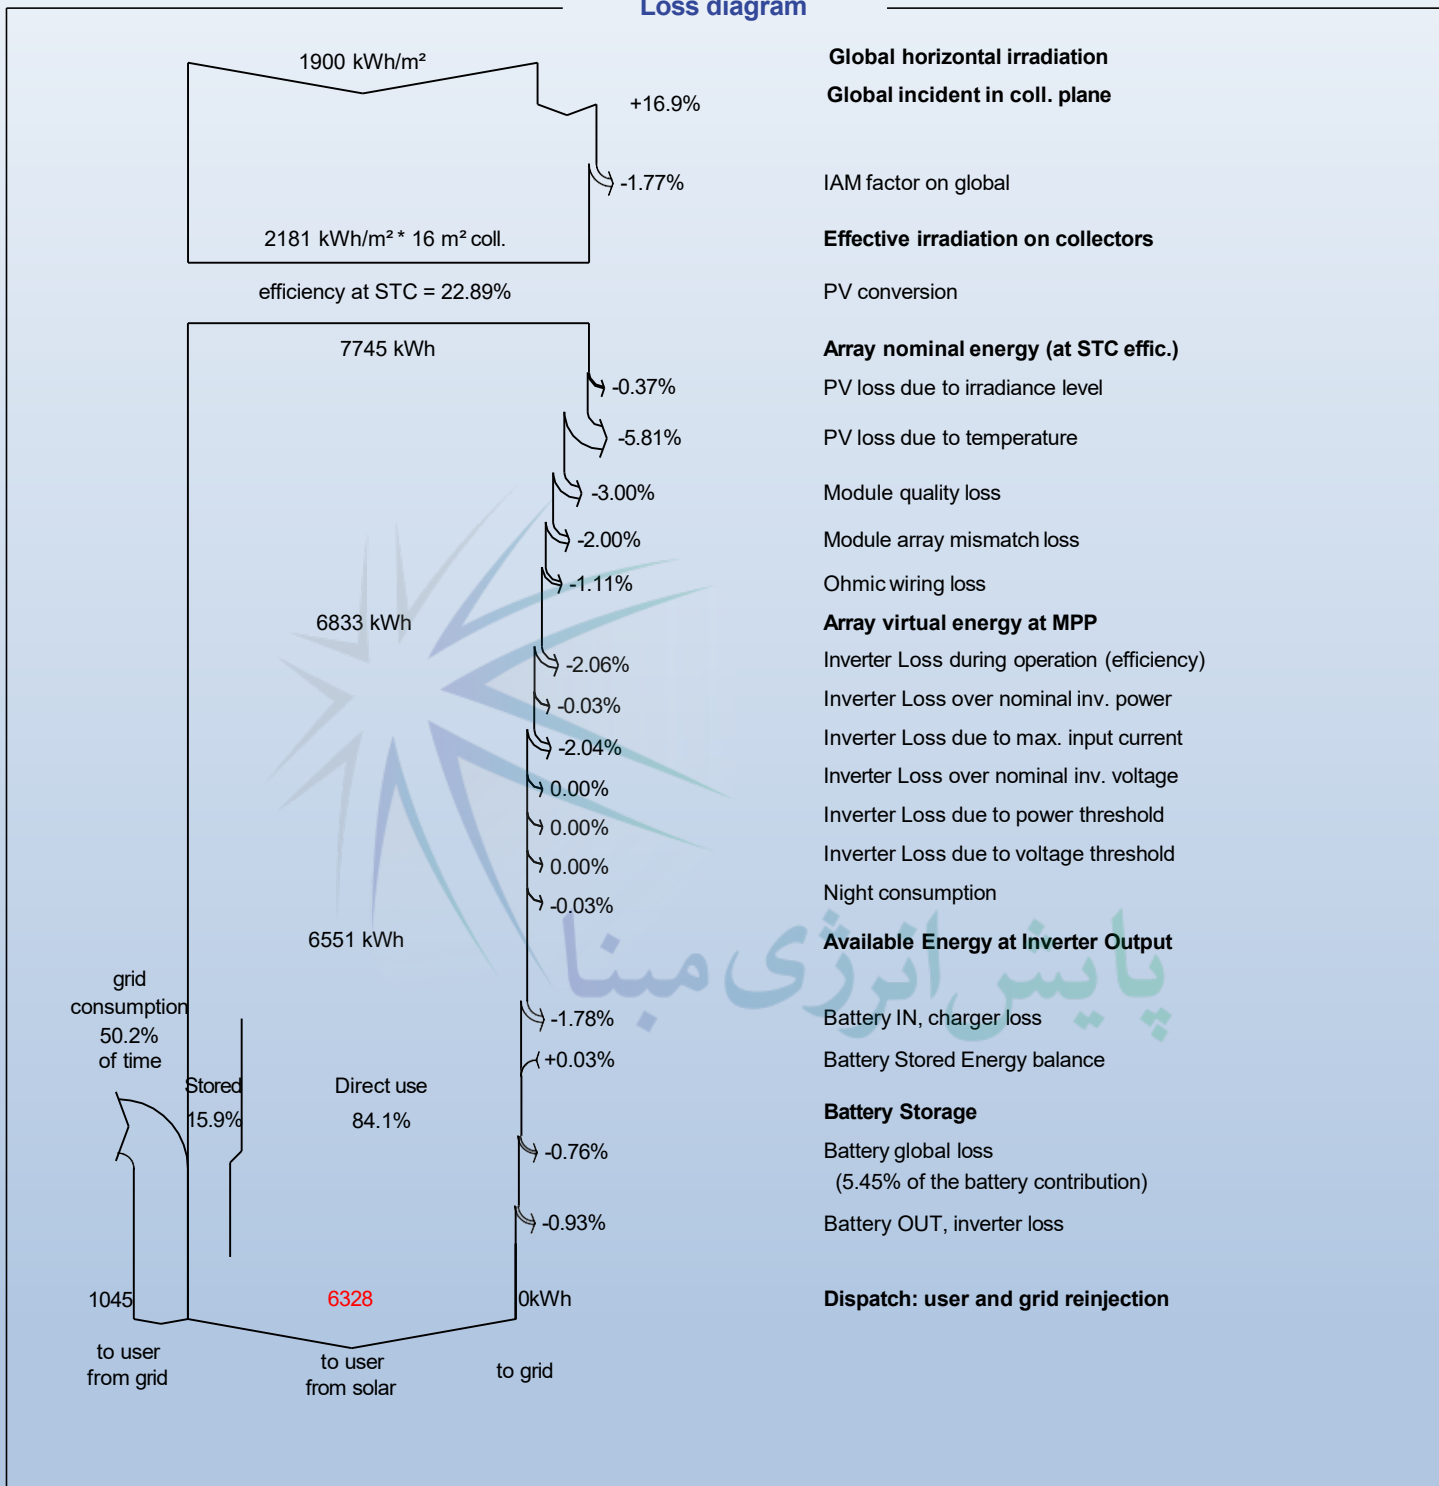 Loss diagram
1900 kWh/m²
Global horizontal irradiation
+16.9%
Global incident in coll. plane
-1.77%
IAM factor on global
2181 kWh/m² * 16 m² coll.
Effective irradiation on collectors
efficiency at STC = 22.89%
PV conversion
7745 kWh
Array nominal energy (at STC effic.)
-0.37%
PV loss due to irradiance level
-5.81%
PV loss due to temperature
-3.00%
Module quality loss
-2.00%
Module array mismatch loss
-1.11%
Ohmic wiring loss
6833 kWh
Array virtual energy at MPP
-2.06%
Inverter Loss during operation (efficiency)
-0.03%
Inverter Loss over nominal inv. power
-2.04%
Inverter Loss due to max. input current
0.00%
Inverter Loss over nominal inv. voltage
0.00%
Inverter Loss due to power threshold
0.00%
Inverter Loss due to voltage threshold
-0.03%
Night consumption
6551 kWh
Available Energy at Inverter Output
پایش انرژی مبنا
grid
consumption
50.2%
of time
-1.78%
Battery IN, charger loss
+0.03%
Battery Stored Energy balance
Stored
15.9%
Direct use
84.1%
Battery Storage
-0.76%
Battery global loss
(5.45% of the battery contribution)
-0.93%
Battery OUT, inverter loss
1045
6328
0kWh
Dispatch: user and grid reinjection
to user
from grid
to user
from solar
to grid